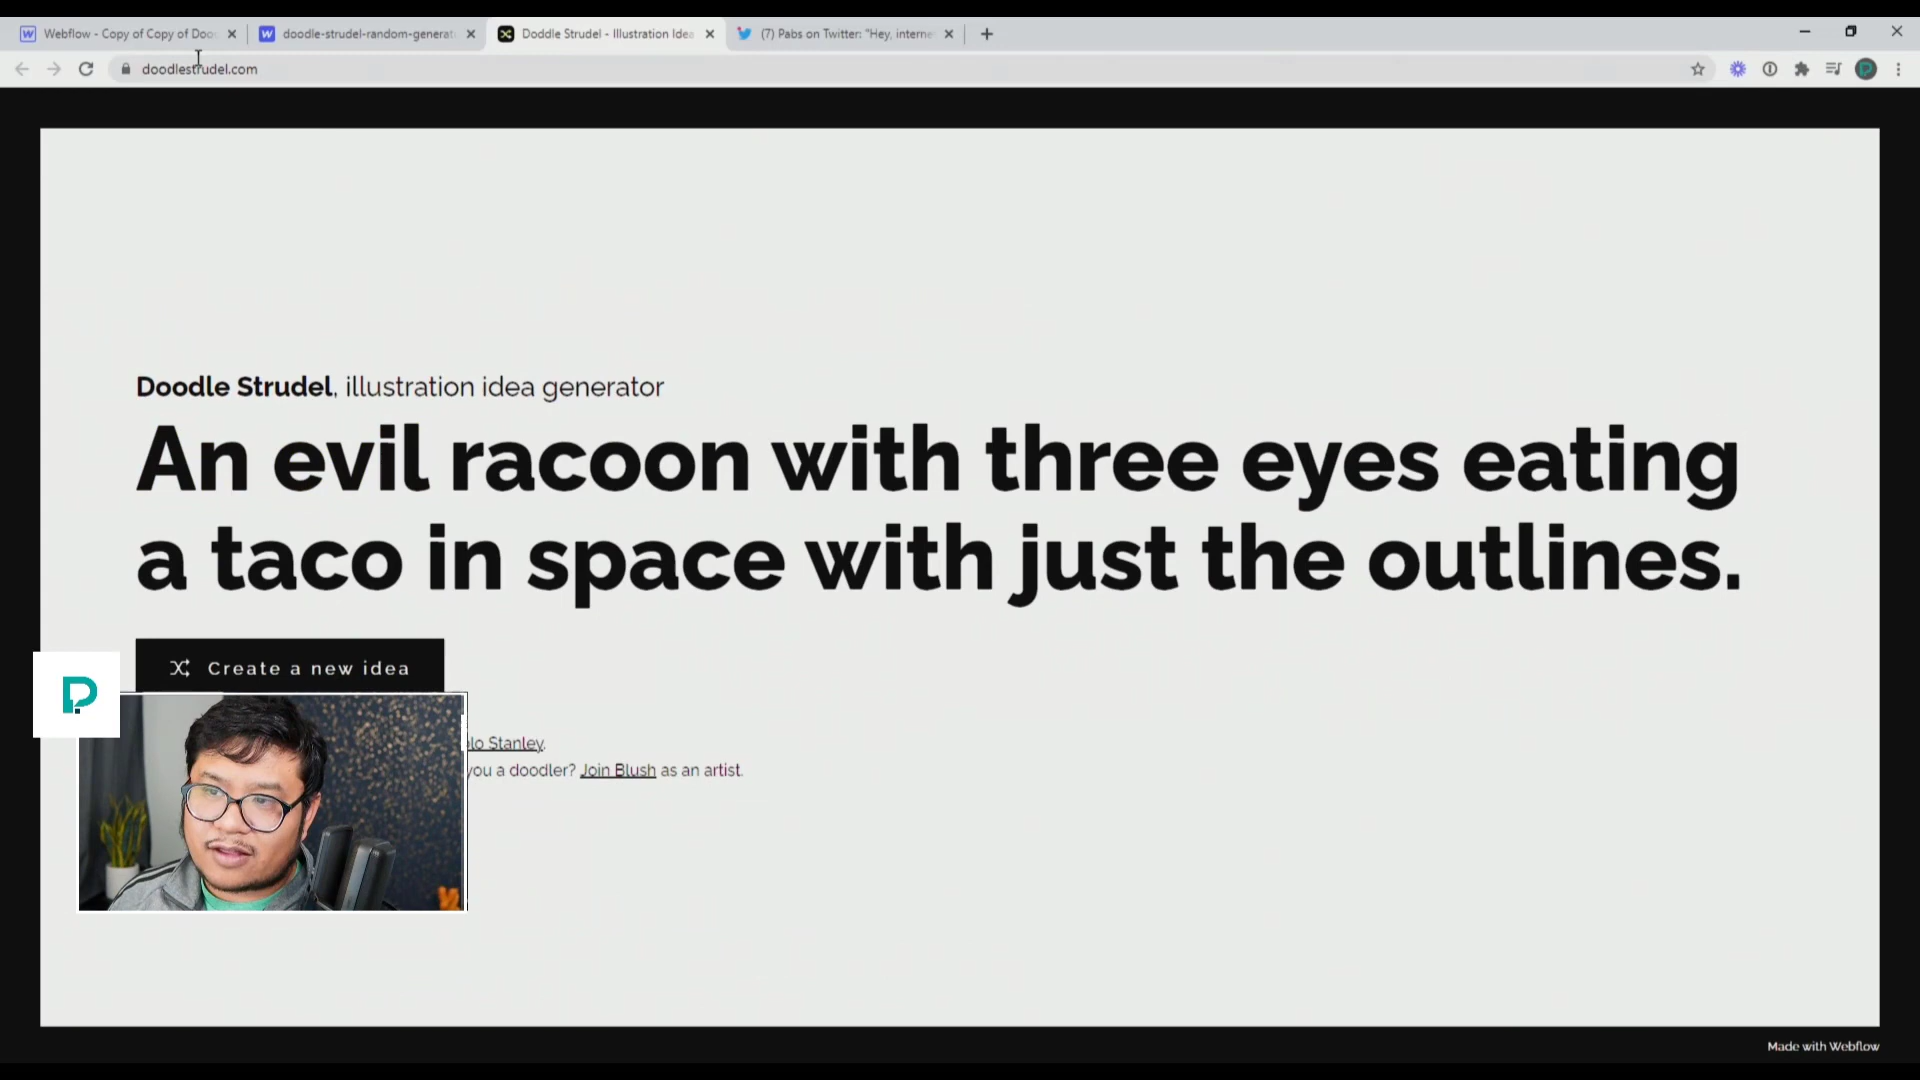 Webflow - Copy of Copy of Doo
doodle-strudel-random-generat
Doddle Strudel - Illustration Idea
(7) Pabs on Twitter: "Hey, interne
doodlestrudel.com
Doodle Strudel, illustration idea generator
An evil racoon with three eyes eating
a taco in space with just the outlines.
Create a new idea
lo Stanley.
you a doodler? Join Blush as an artist.
Made with Webflow